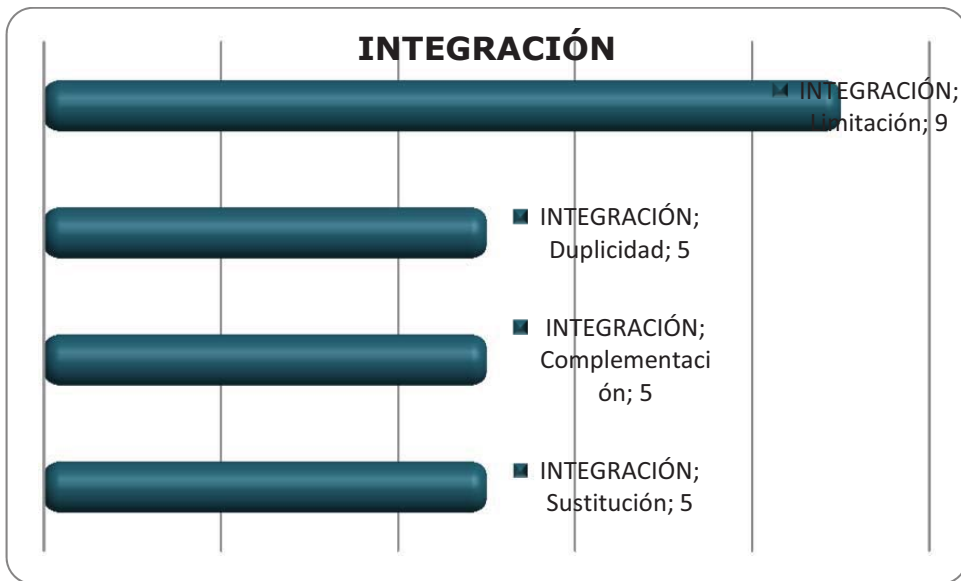 INTEGRACIÓN
INTEGRACIÓN;
Limitación; 9
INTEGRACIÓN;
Duplicidad; 5
INTEGRACIÓN;
Complementaci
ón; 5
INTEGRACIÓN;
Sustitución; 5